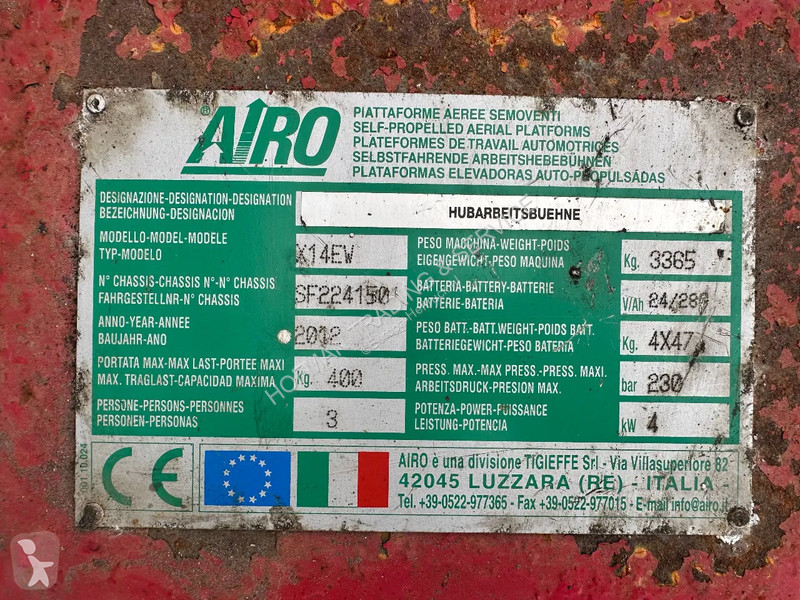 AIRO
®
PIATTAFORME AEREE SEMOVENTI
SELF-PROPËLLED AERIAL PLATFORMS
PLÂTEFORMES DE TRAVAIL AUTOMOTRICES
SELBSTFAHRENDE ARBEITSHEBEBÜHNEN
PLATAFORMAS ELEVADORAS AUTO-PROPULSADAS
DESIGNAZIONE-DESIGNATION-DESIGNATION
BEZEICHNUNG-DESIGNACION
HUBARBEITSBUEHNE
MODELLO-MODEL-MODELE
TYP-MODELO
X14EW
PESO MACCHINA-WEIGHT-POIDS
EIGENGEWICHT-PESO MAQUINA
Kg. 3365
N° CHASSIS-CHASSIS N°-N° CHASSIS
FAHRGESTELLNR-N° CHASSIS
SF224150
BATTERIA-BATTERY-BATTERIE
BATTERIE-BATERIA
V/Ah 24/285
ANNO-YEAR-ANNEE
BAUJAHR-ANO
2012
PESO BATT.-BATT.WEIGHT-POIDS BATT.
BATTERIEGEWICHT-PESO BATERIA
Kg. 4X47
PORTATA MAX-MAX LAST-PORTEE MAXI
MAX. TRAGLAST-CAPACIDAD MAXIMA
Kg. 400
PRESS. MAX.-MAX PRESS.-PRESS. MAXI.
ARBEITSDRUCK-PRESION MAX.
bar 230
PERSONE-PERSONS-PERSONNES
PERSONEN-PERSONAS
3
POTENZA-POWER-PUISSANCE
LEISTUNG-POTENCIA
kW 4
CE
AIRO è una divisione TIGIEFFE Srl - Via Villasuperiore 82
42045 LUZZARA (RE) - ITALIA
Tel. +39-0522-977365 - Fax +39-0522-977015 - E-mail info@airo.it